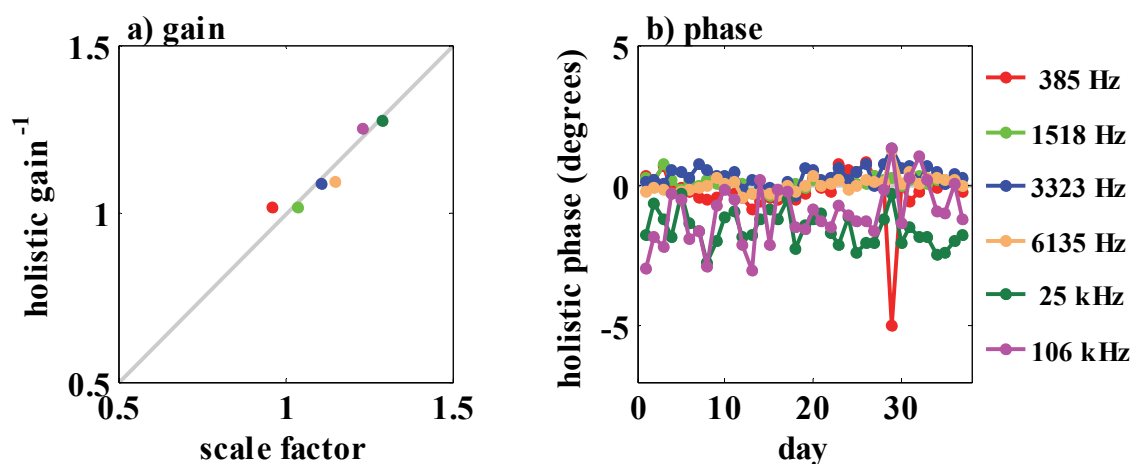 a) gain
holistic gain⁻¹
1.5
1
0.5
0.5 1 1.5
scale factor
b) phase
holistic phase (degrees)
5
0
-5
0 10 20 30
day
385 Hz
1518 Hz
3323 Hz
6135 Hz
25 kHz
106 kHz